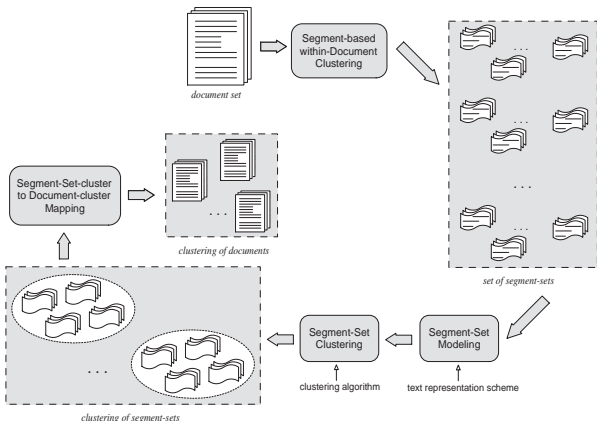 Segment-based
within-Document
Clustering
document set
. . .
. . .
. . .
. . .
set of segment-sets
Segment-Set-cluster
to Document-cluster
Mapping
. . .
clustering of documents
Segment-Set
Modeling
text representation scheme
Segment-Set
Clustering
clustering algorithm
. . .
clustering of segment-sets